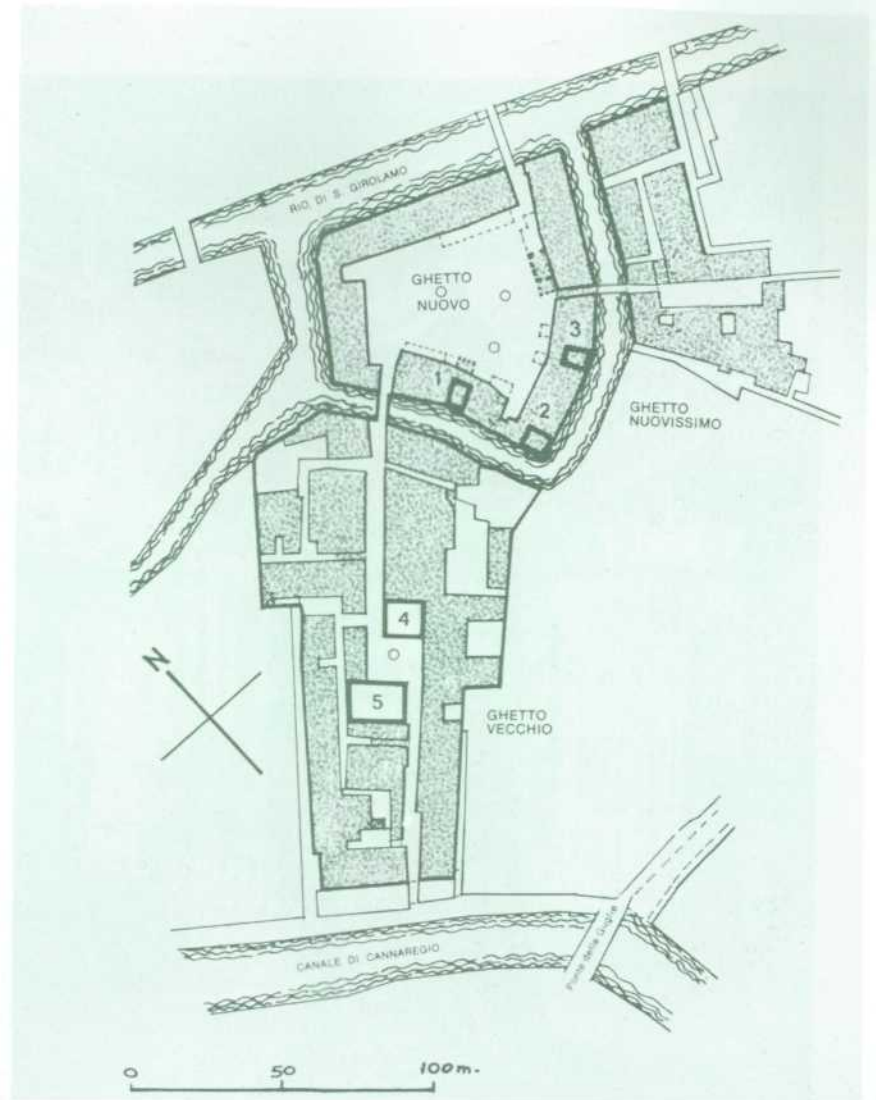 RIO DI S. GIROLAMO
GHETTO
NUOVO
3
1
2
GHETTO
NUOVISSIMO
4
5
N
GHETTO
VECCHIO
CANALE DI CANNAREGIO
Ponte delle Guglie
0 50 100m.